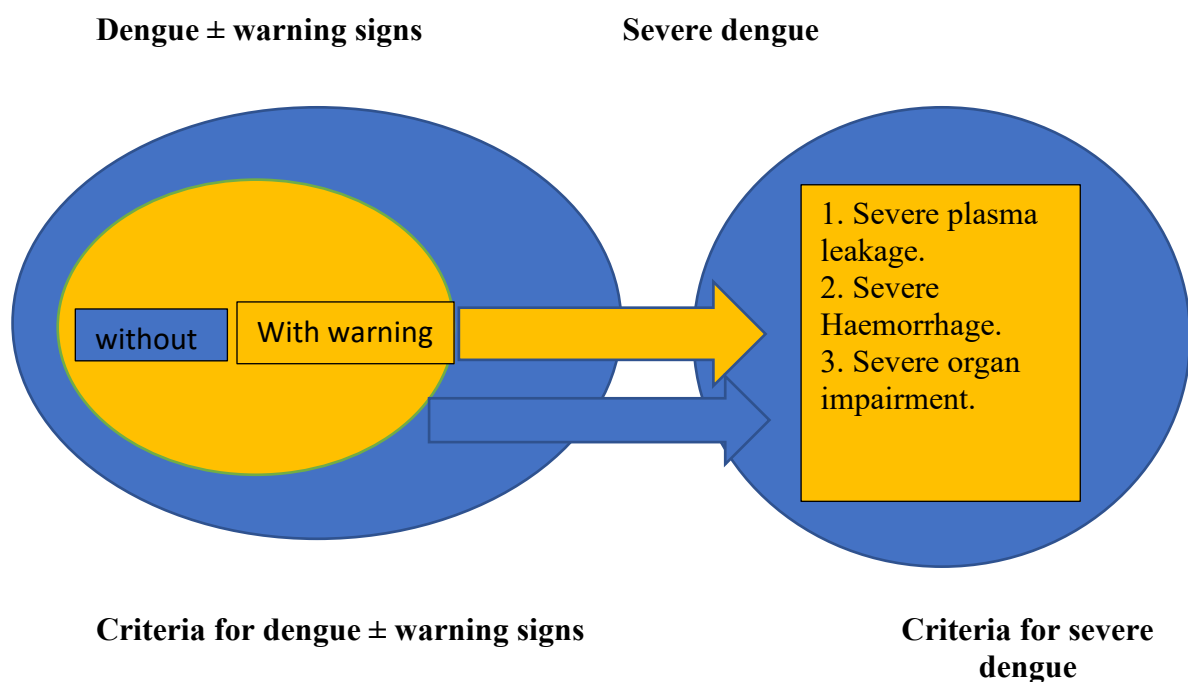 Dengue ± warning signs
Severe dengue
without
With warning
1. Severe plasma
leakage.
2. Severe
Haemorrhage.
3. Severe organ
impairment.
Criteria for dengue ± warning signs
Criteria for severe
dengue